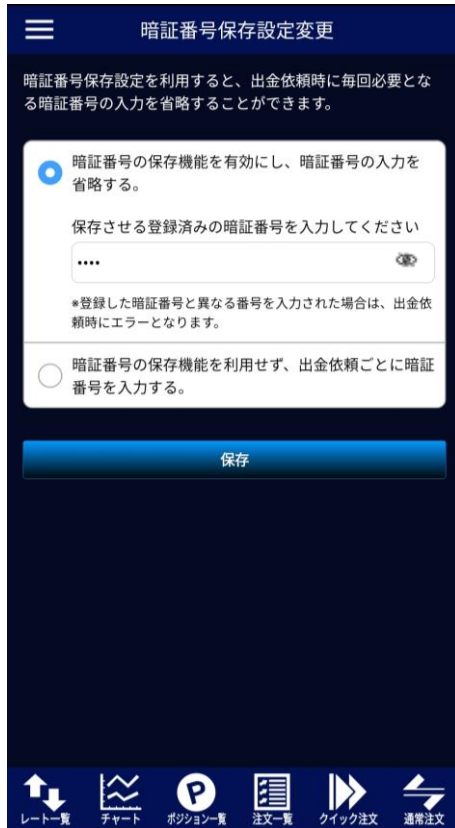 暗証番号保存設定変更
暗証番号保存設定を利用すると、出金依頼時に毎回必要とな
る暗証番号の入力を省略することができます。
暗証番号の保存機能を有効にし、暗証番号の入力を
省略する。
保存させる登録済みの暗証番号を入力してください
••••
*登録した暗証番号と異なる番号を入力された場合は、出金依
頼時にエラーとなります。
暗証番号の保存機能を利用せず、出金依頼ごとに暗証
番号を入力する。
保存
レート一覧 チャート ポジション一覧 注文一覧 クイック注文 通常注文